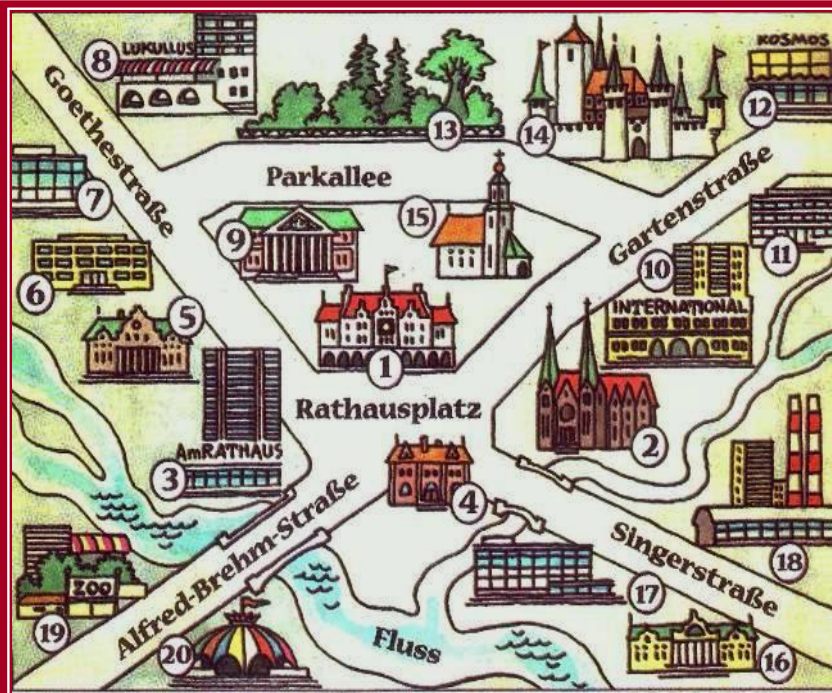 LUKULLUS
8
Goethestraße
13
14
KOSMOS
12
7
Parkallee
15
9
Gartenstraße
11
6
10
INTERNATIONAL
5
1
Rathausplatz
2
AmRATHAUS
3
4
Alfred-Brehm-Straße
Singerstraße
18
ZOO
19
17
20
Fluss
16